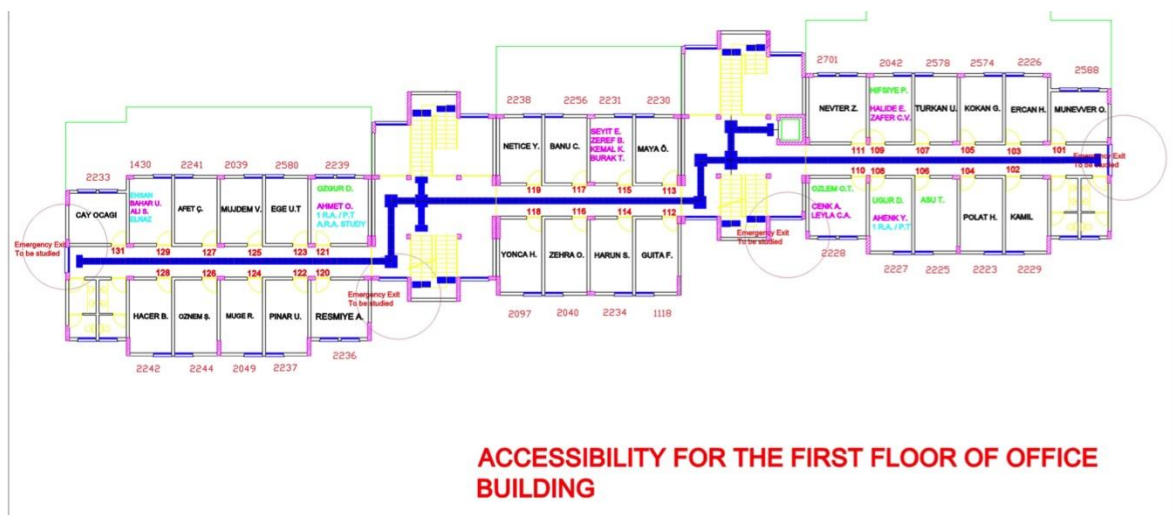 2701
2042
2578
2574
2226
2588
NEVTER Z.
HIFSIYE P.
HALIDE E.
ZAFER C.V.
TURKAN U.
KOKAN G.
ERCAN H.
MUNEVVER O.
111
109
107
105
103
101
Emergency Exit
To be studied
110
108
106
104
102
OZLEM O.T.
CENK A.
LEYLA C.A.
UGUR D.
AHENK Y.
1 R.A. / P.T
ASU T.
POLAT H.
KAMIL
2228
2227
2225
2223
2229
2238
2256
2231
2230
NETICE Y.
BANU C.
SEYIT E.
ZEREF B.
KEMAL K.
BURAK T.
MAYA Ö.
119
117
115
113
118
116
114
112
YONCA H.
ZEHRA O.
HARUN S.
GUITA F.
Emergency Exit
To be studied
2097
2040
2234
1118
2233
1430
2241
2039
2580
2239
CAY OCAGI
EHSAN
BAHAR U.
ALI S.
ELNAZ
AFET Ç.
MUJDEM V.
EGE U.T
OZGUR D.
AHMET O.
1 R.A. / P.T
A.R.A. STUDY
Emergency Exit
To be studied
131
129
127
125
123
121
128
126
124
122
120
HACER B.
OZNEM Ş.
MUGE R.
PINAR U.
RESMIYE A.
Emergency Exit
To be studied
2242
2244
2049
2237
2236
ACCESSIBILITY FOR THE FIRST FLOOR OF OFFICE
BUILDING